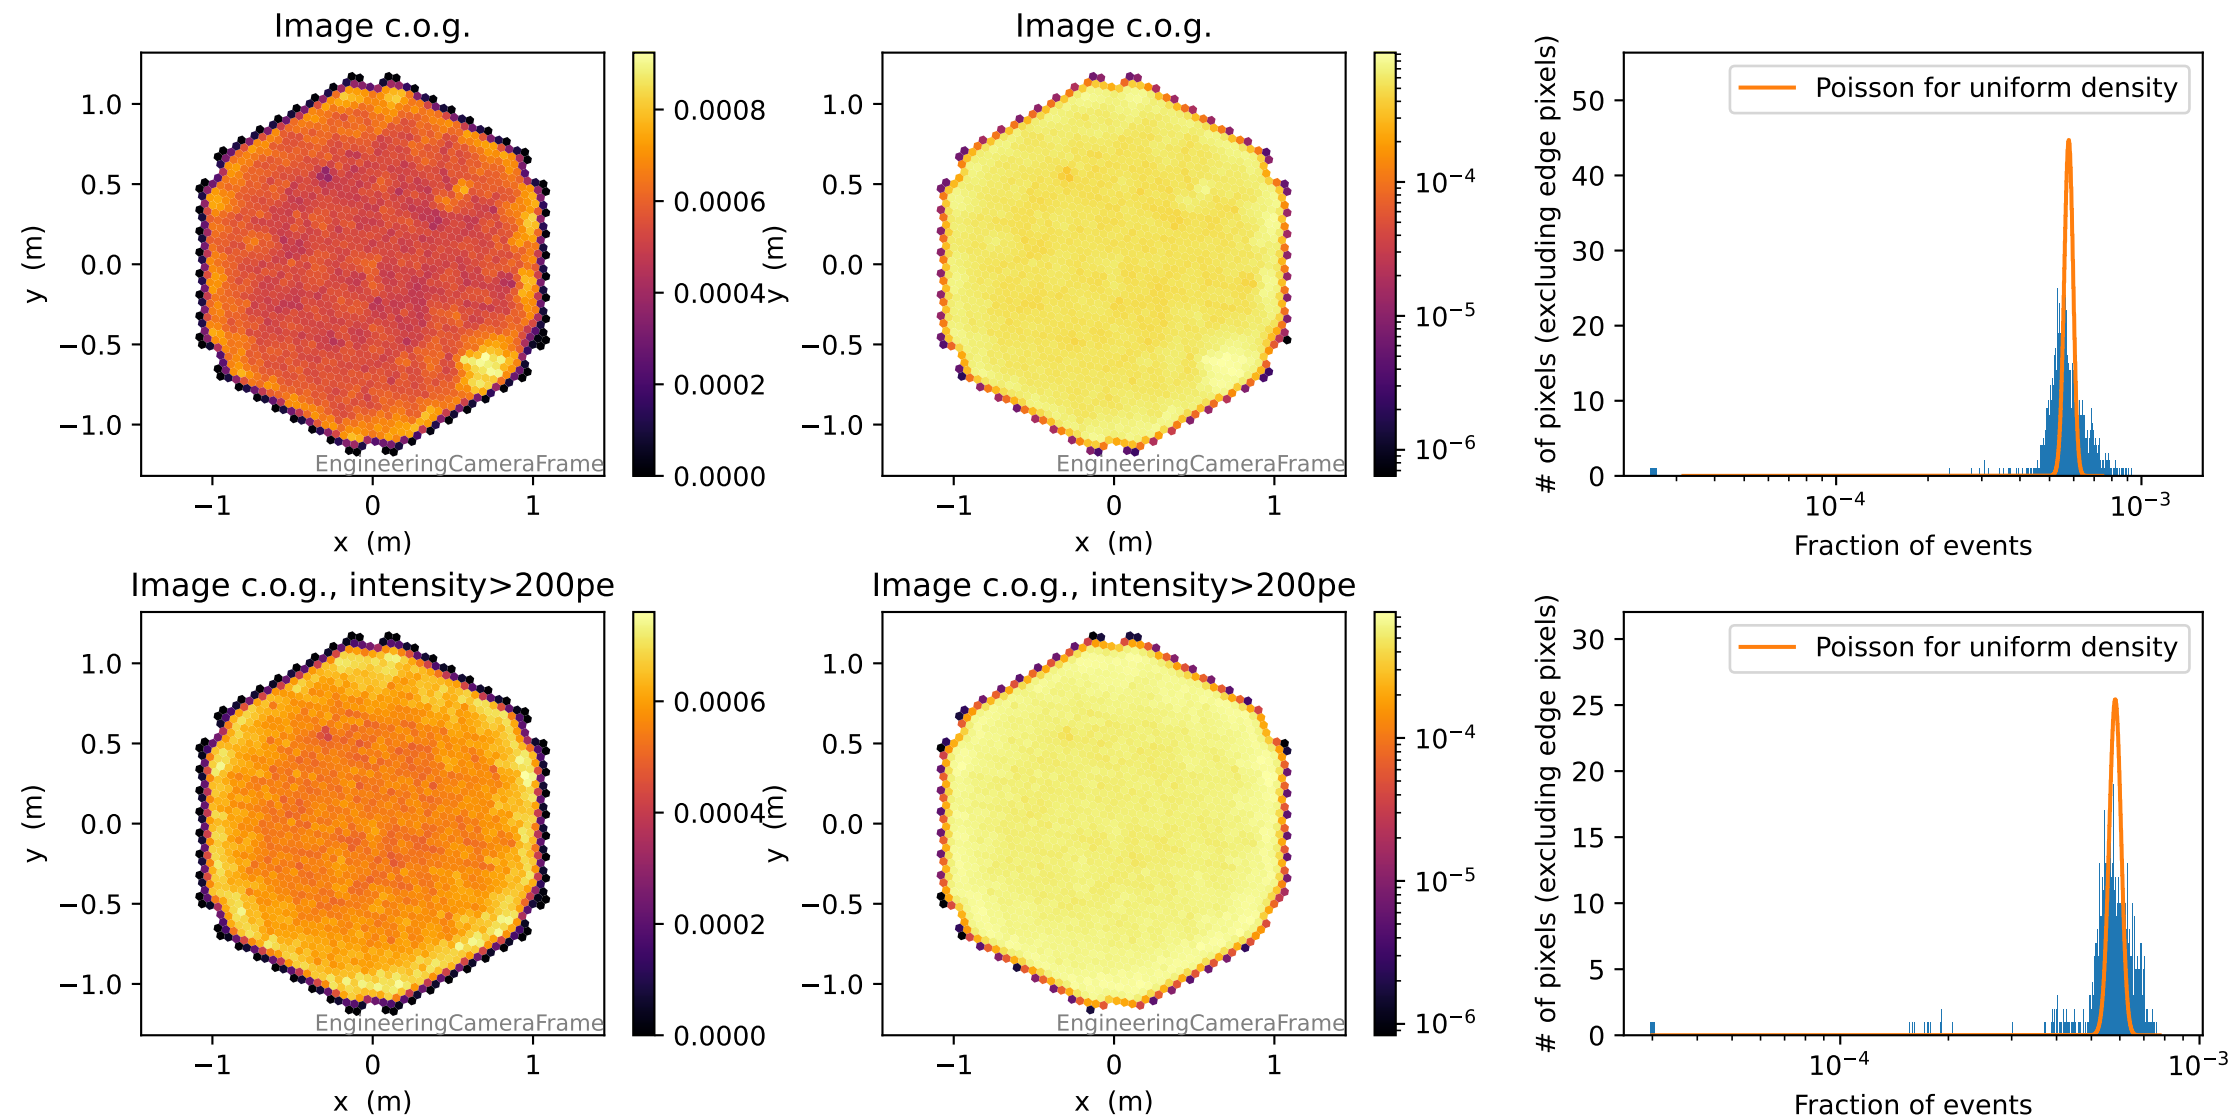 Image c.o.g.
1.0
0.5
0.0
−0.5
−1.0
y (m)
−1
0
1
x (m)
EngineeringCameraFrame
0.0008
0.0006
0.0004
0.0002
0.0000
Image c.o.g.
1.0
0.5
0.0
−0.5
−1.0
y (m)
−1
0
1
x (m)
EngineeringCameraFrame
10⁻⁴
10⁻⁵
10⁻⁶
Poisson for uniform density
# of pixels (excluding edge pixels)
50
40
30
20
10
0
10⁻⁴
10⁻³
Fraction of events
Image c.o.g., intensity>200pe
1.0
0.5
0.0
−0.5
−1.0
y (m)
−1
0
1
x (m)
EngineeringCameraFrame
0.0006
0.0004
0.0002
0.0000
Image c.o.g., intensity>200pe
1.0
0.5
0.0
−0.5
−1.0
y (m)
−1
0
1
x (m)
EngineeringCameraFrame
10⁻⁴
10⁻⁵
10⁻⁶
Poisson for uniform density
# of pixels (excluding edge pixels)
30
25
20
15
10
5
0
10⁻⁴
10⁻³
Fraction of events